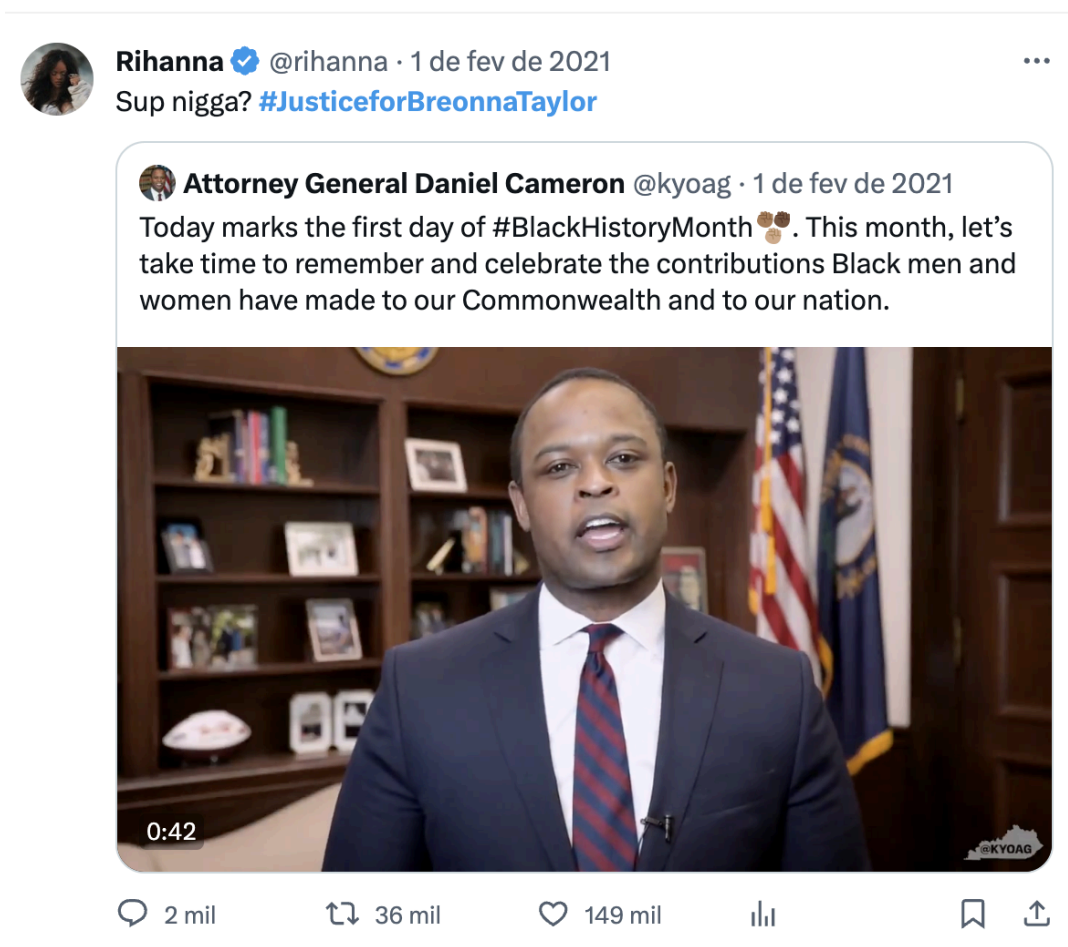 Rihanna @rihanna · 1 de fev de 2021
Sup nigga? #JusticeforBreonnaTaylor
Attorney General Daniel Cameron @kyoag · 1 de fev de 2021
Today marks the first day of #BlackHistoryMonth✊🏾✊🏿✊🏽. This month, let’s
take time to remember and celebrate the contributions Black men and
women have made to our Commonwealth and to our nation.
0:42
@KYOAG
2 mil 36 mil 149 mil